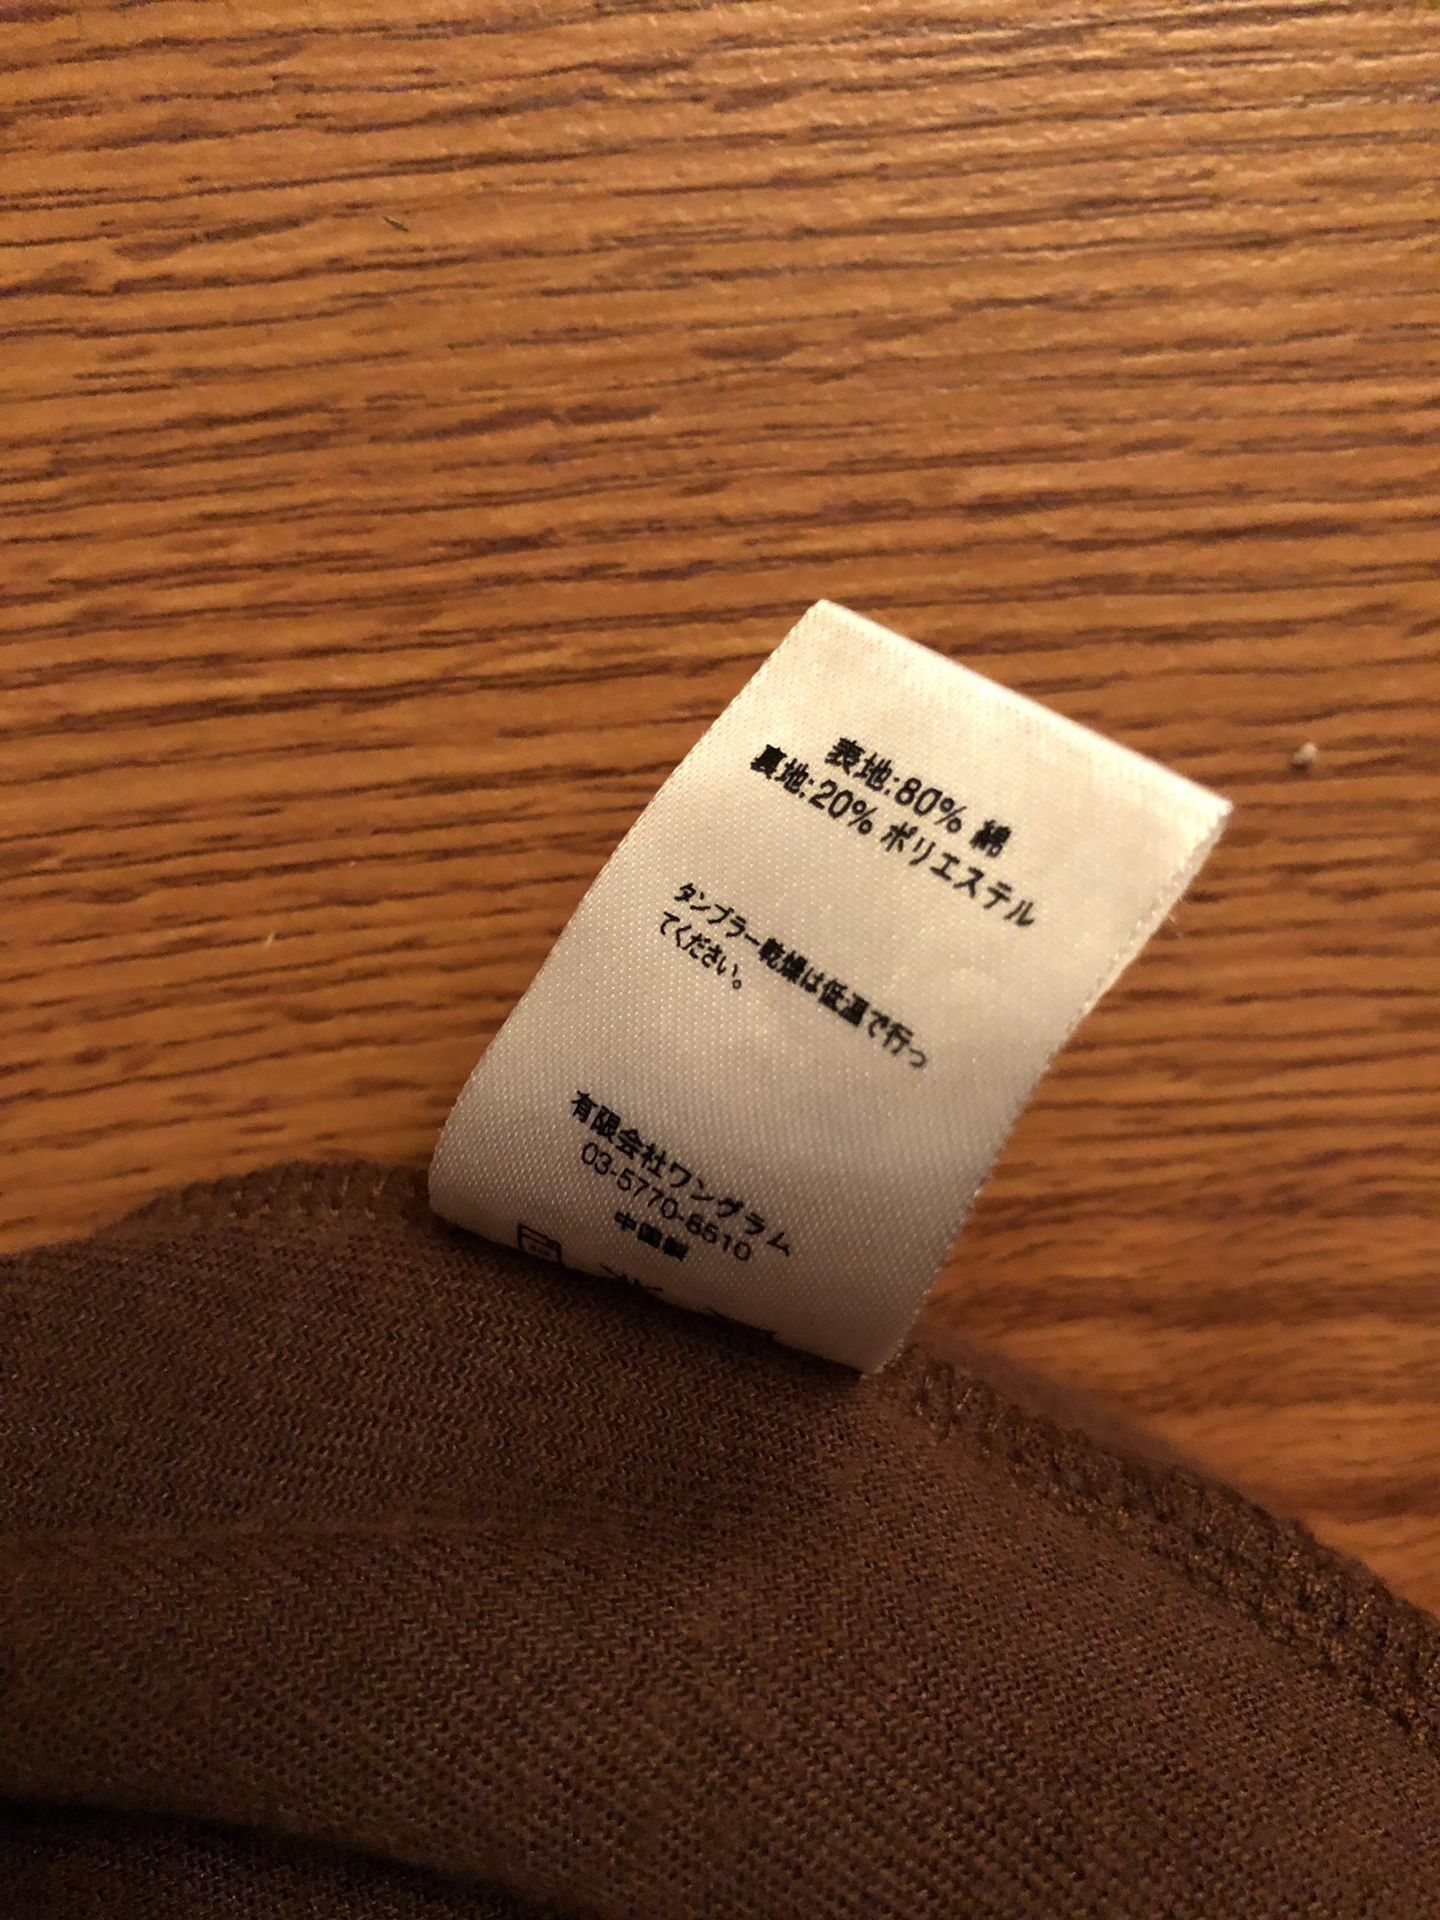 表地:80% 綿
裏地:20% ポリエステル
タンブラー乾燥は低温で行っ
てください。
有限会社ワングラム
03-5770-6510
中国製